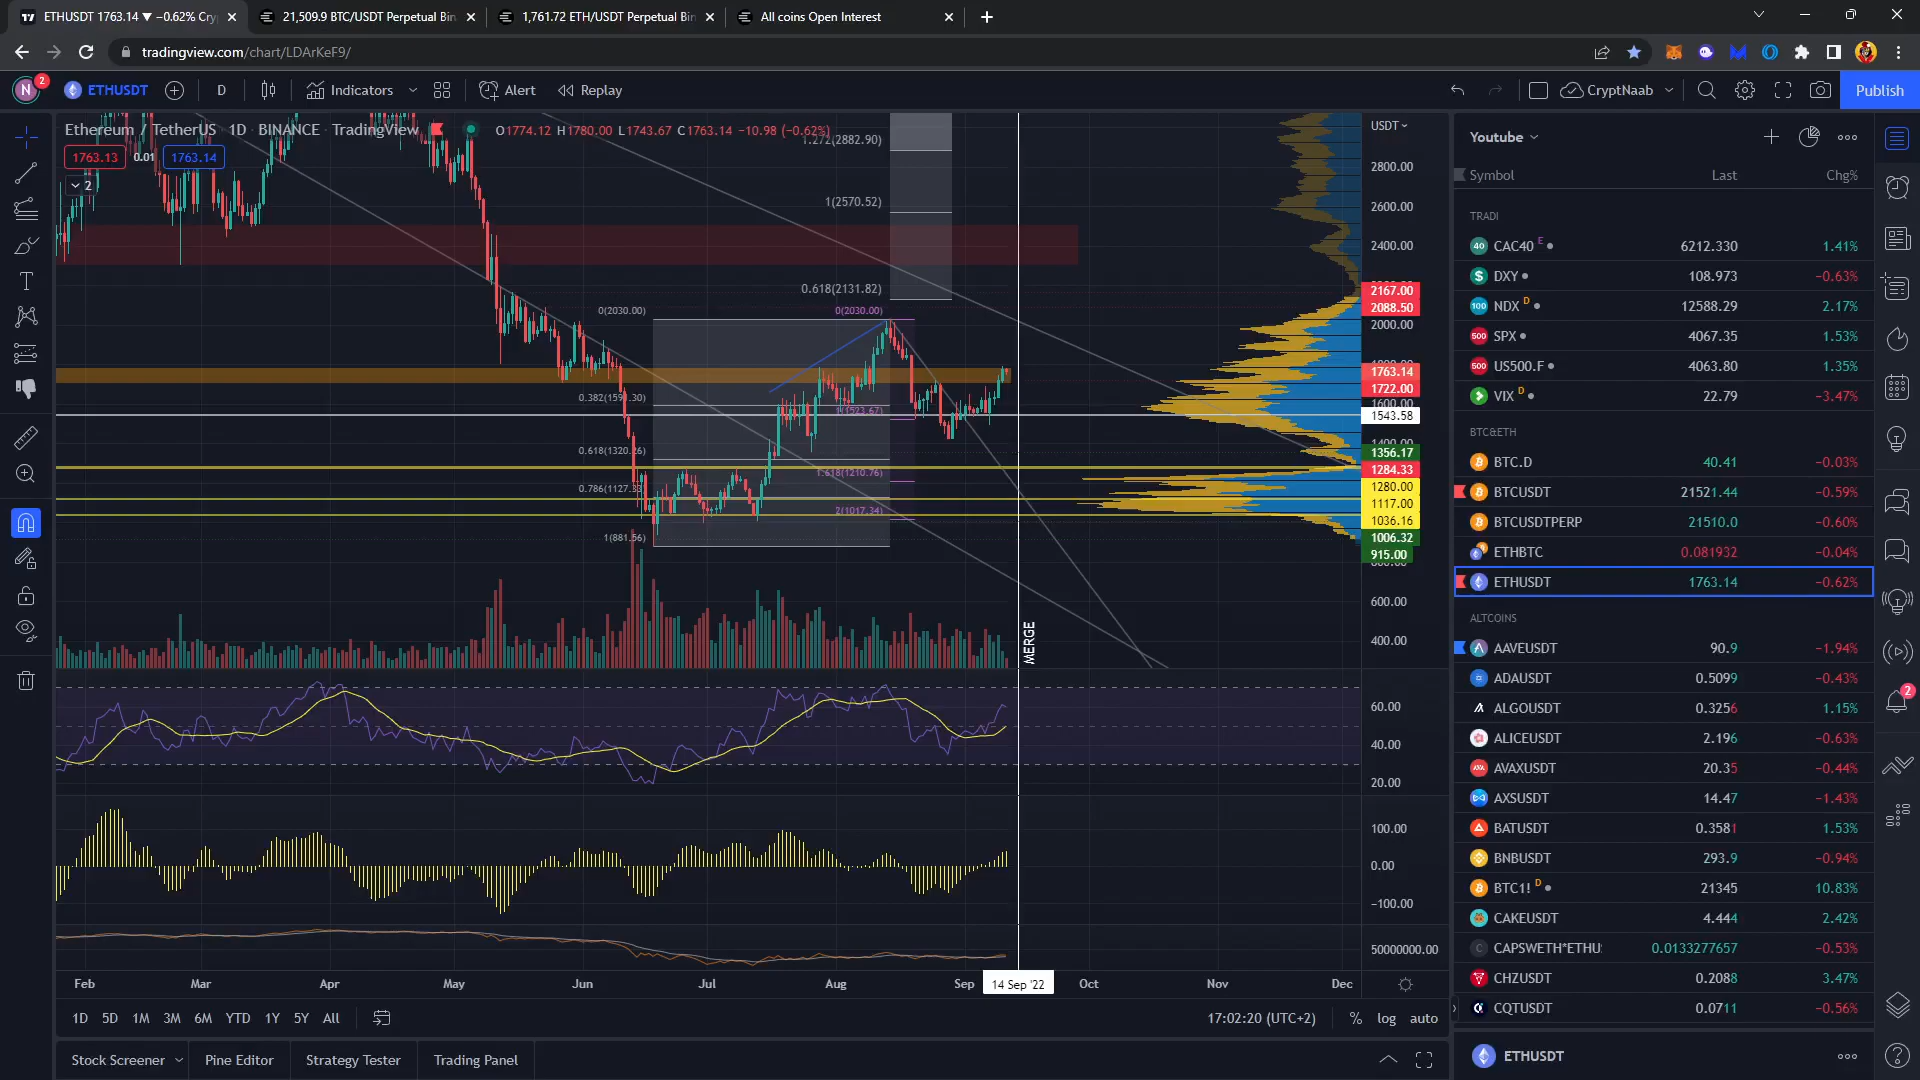 ETHUSDT 1763.14 ▼ −0.62% Cry
21,509.9 BTC/USDT Perpetual Bin
1,761.72 ETH/USDT Perpetual Bin
All coins Open Interest
tradingview.com/chart/LDArKeF9/
N 2 ETHUSDT D Indicators Alert Replay CryptNaab Publish
Ethereum / TetherUS · 1D · BINANCE · TradingView O1774.12 H1780.00 L1743.67 C1763.14 −10.98 (−0.62%)
1763.13 0.01 1763.14
2
USDT
1.272(2882.90)
2800.00
1(2570.52)
2600.00
2400.00
0.618(2131.82)
2167.00
2088.50
0(2030.00)
0(2030.00)
2000.00
1763.14
1722.00
0.382(1591.30)
1600.00
1(1523.67)
1543.58
1400.00
0.618(1320.26)
1356.17
1284.33
1.618(1210.76)
1280.00
0.786(1127.33)
1117.00
2(1017.34)
1036.16
1(881.56)
1006.32
915.00
600.00
MERGE
400.00
60.00
40.00
20.00
100.00
0.00
−100.00
50000000.00
Feb Mar Apr May Jun Jul Aug Sep 14 Sep '22 Oct Nov Dec
1D 5D 1M 3M 6M YTD 1Y 5Y All 17:02:20 (UTC+2) % log auto
Stock Screener Pine Editor Strategy Tester Trading Panel
Youtube
Symbol Last Chg%
TRADI
CAC40 E 6212.330 1.41%
DXY 108.973 −0.63%
NDX D 12588.29 2.17%
SPX 4067.35 1.53%
US500.F 4063.80 1.35%
VIX D 22.79 −3.47%
BTC&ETH
BTC.D 40.41 −0.03%
BTCUSDT 21521.44 −0.59%
BTCUSDTPERP 21510.0 −0.60%
ETHBTC 0.081932 −0.04%
ETHUSDT 1763.14 −0.62%
ALTCOINS
AAVEUSDT 90.9 −1.94%
ADAUSDT 0.5099 −0.43%
ALGOUSDT 0.3256 1.15%
ALICEUSDT 2.196 −0.63%
AVAXUSDT 20.35 −0.44%
AXSUSDT 14.47 −1.43%
BATUSDT 0.3581 1.53%
BNBUSDT 293.9 −0.94%
BTC1! D 21345 10.83%
CAKEUSDT 4.444 2.42%
CAPSWETH*ETHU 0.0133277657 −0.53%
CHZUSDT 0.2088 3.47%
CQTUSDT 0.0711 −0.56%
ETHUSDT
2